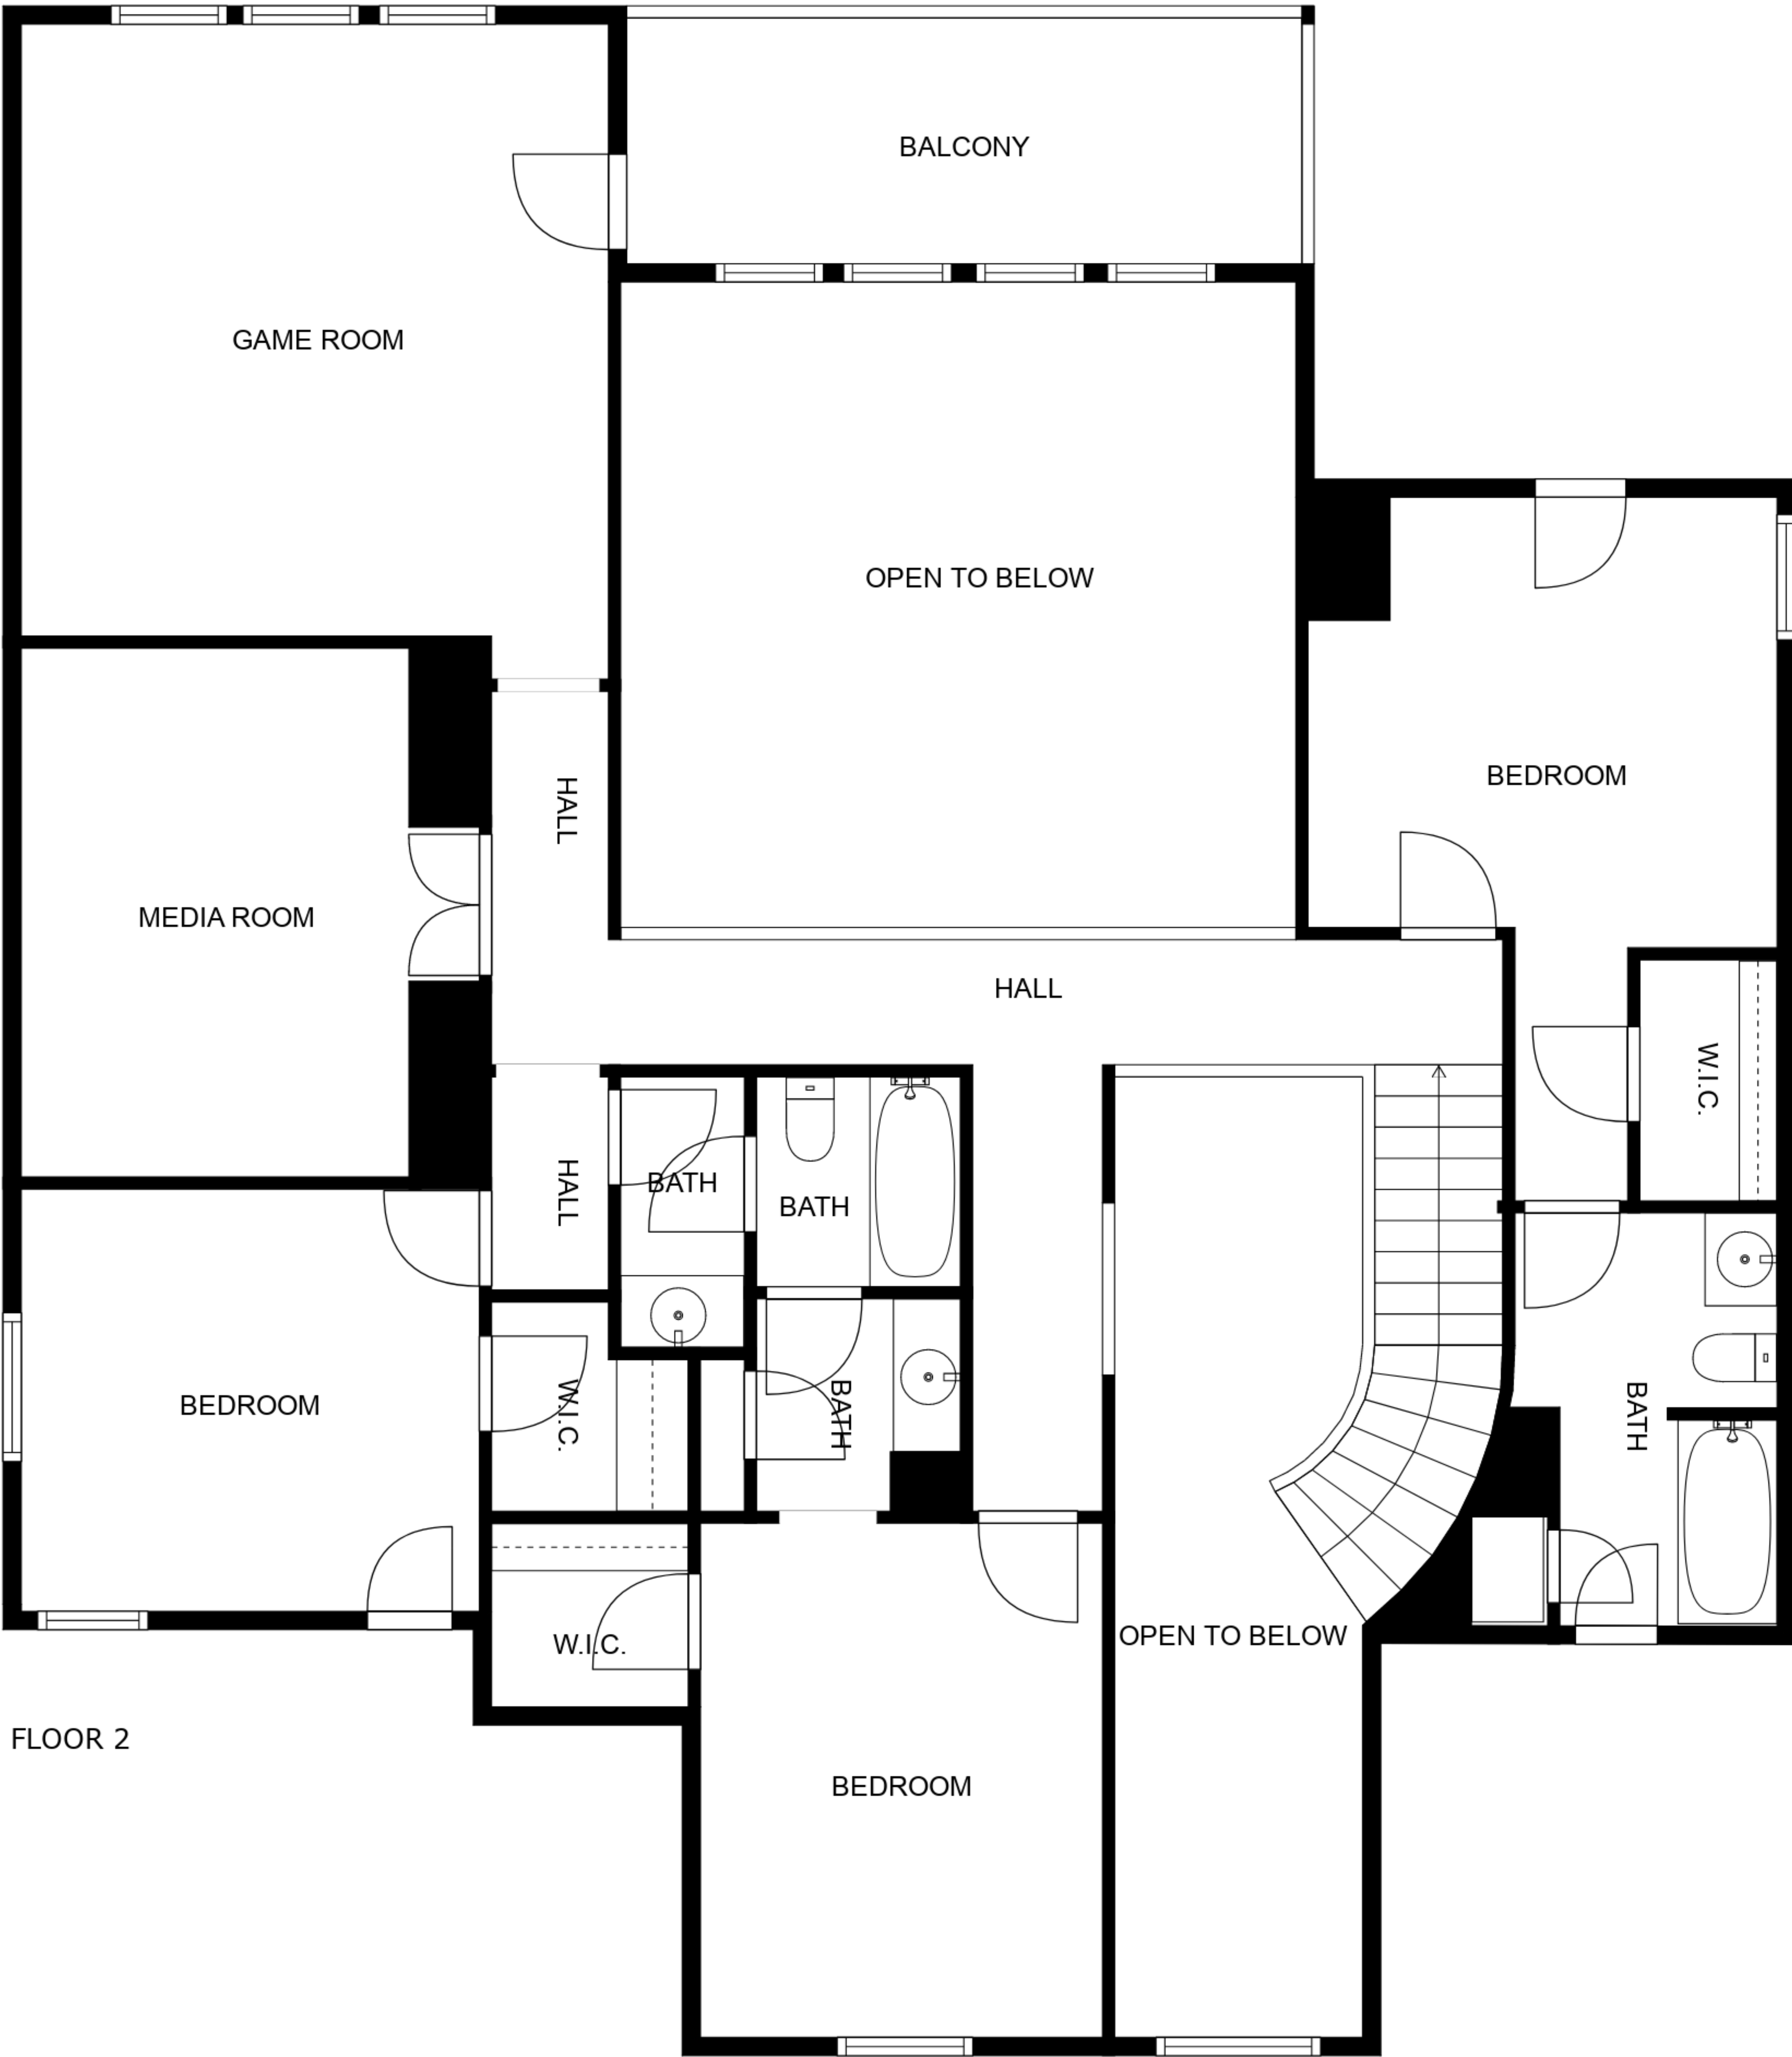 BALCONY
GAME ROOM
OPEN TO BELOW
BEDROOM
HALL
MEDIA ROOM
HALL
W.I.C.
HALL
BATH
BATH
BEDROOM
W.I.C.
BATH
BATH
W.I.C.
OPEN TO BELOW
FLOOR 2
BEDROOM